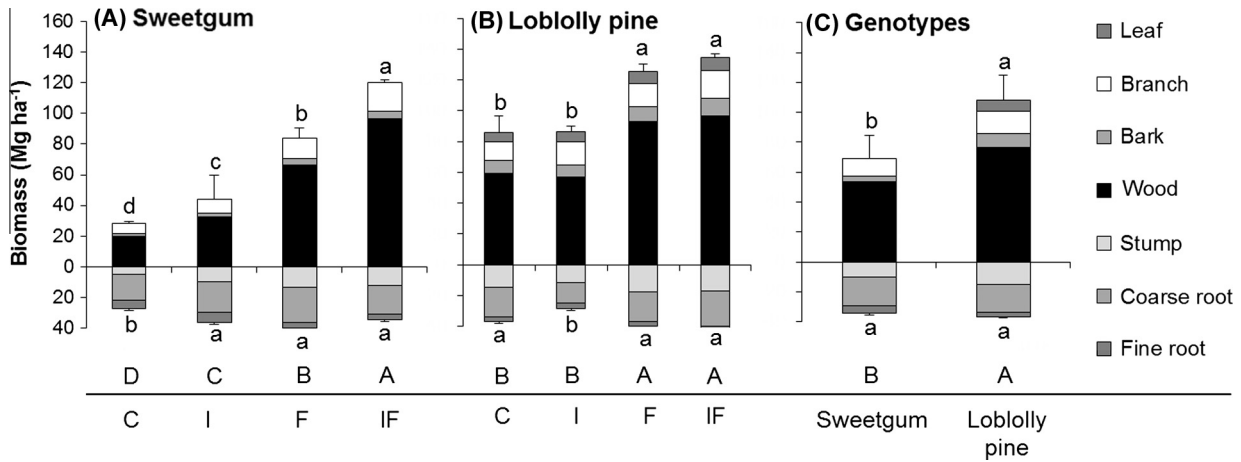 (A) Sweetgum
(B) Loblolly pine
(C) Genotypes
Biomass (Mg ha-1)
160
140
120
100
80
60
40
20
0
20
40
d
c
b
a
b
a
a
a
b
b
a
a
a
b
a
a
b
a
a
a
Leaf
Branch
Bark
Wood
Stump
Coarse root
Fine root
D C B A
B B A A
B A
C I F IF
C I F IF
Sweetgum
Loblolly
pine